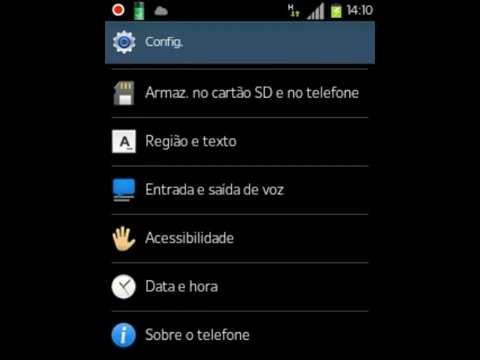 H 14:10
Config.
Armaz. no cartão SD e no telefone
A
Região e texto
Entrada e saída de voz
Acessibilidade
Data e hora
i
Sobre o telefone